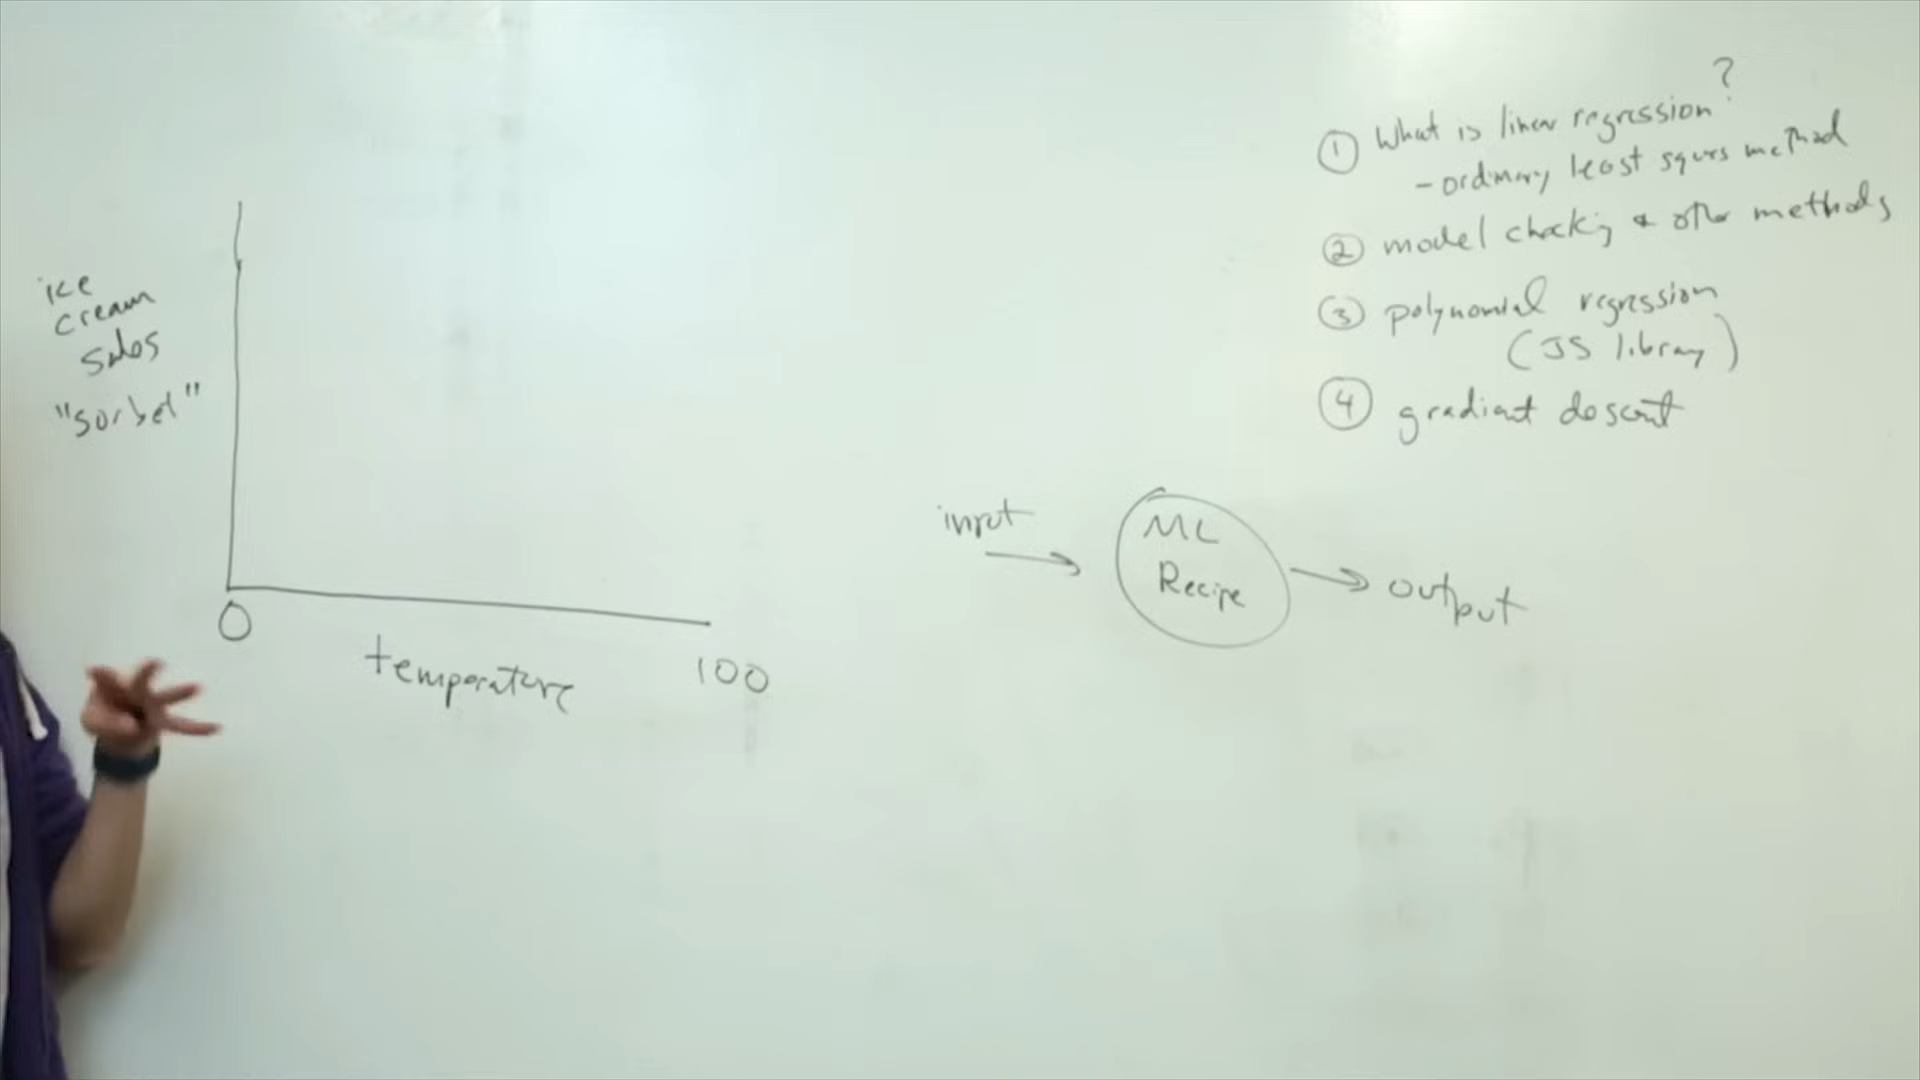 ice
cream
sales
"sorbet"
0
temperature
100
input
ML
Recipe
output
① What is linear regression?
- ordinary least squrs method
② model checking & other methods
③ polynomial regression
(JS library)
④ gradient descent